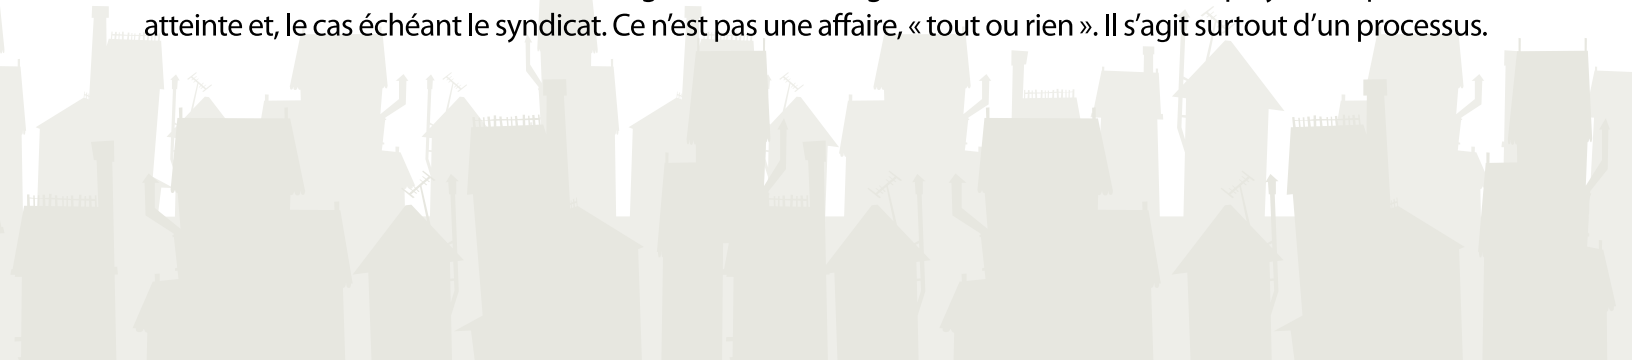 atteinte et, le cas échéant le syndicat. Ce n’est pas une affaire, « tout ou rien ». Il s’agit surtout d’un processus.